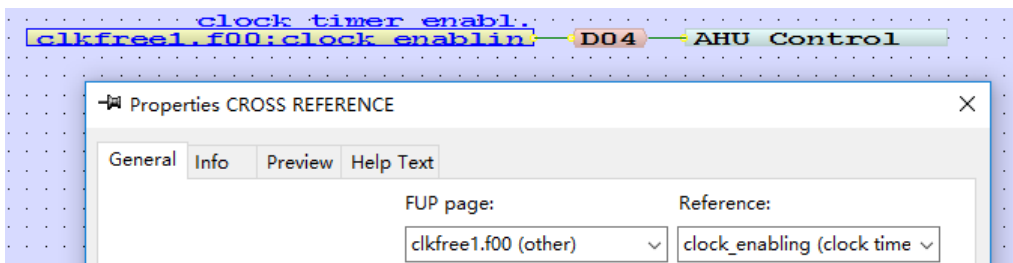 clock timer enabl.
clkfree1.f00:clock enablin D04 AHU Control
Properties CROSS REFERENCE
General Info Preview Help Text
FUP page: Reference:
clkfree1.f00 (other) clock_enabling (clock time